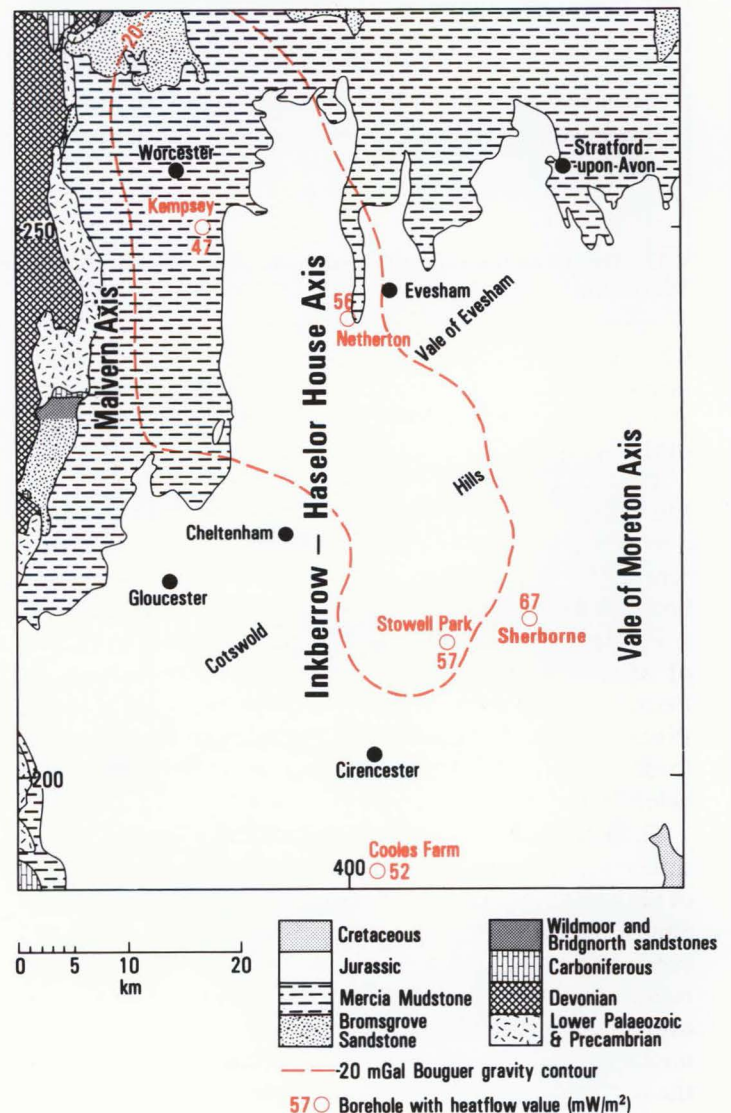 -20-
Worcester
Stratford
-upon-Avon
Kempsey
47
250
Malvern Axis
Inkberrow – Haselor House Axis
56
Netherton
Evesham
Vale of Evesham
Hills
Vale of Moreton Axis
Cheltenham
Gloucester
Cotswold
Stowell Park
57
67
Sherborne
Cirencester
200
Cooles Farm
400
52
0 5 10 20
km
Cretaceous
Jurassic
Mercia Mudstone
Bromsgrove
Sandstone
Wildmoor and
Bridgnorth sandstones
Carboniferous
Devonian
Lower Palaeozoic
& Precambrian
-20 mGal Bouguer gravity contour
57 Borehole with heatflow value (mW/m²)